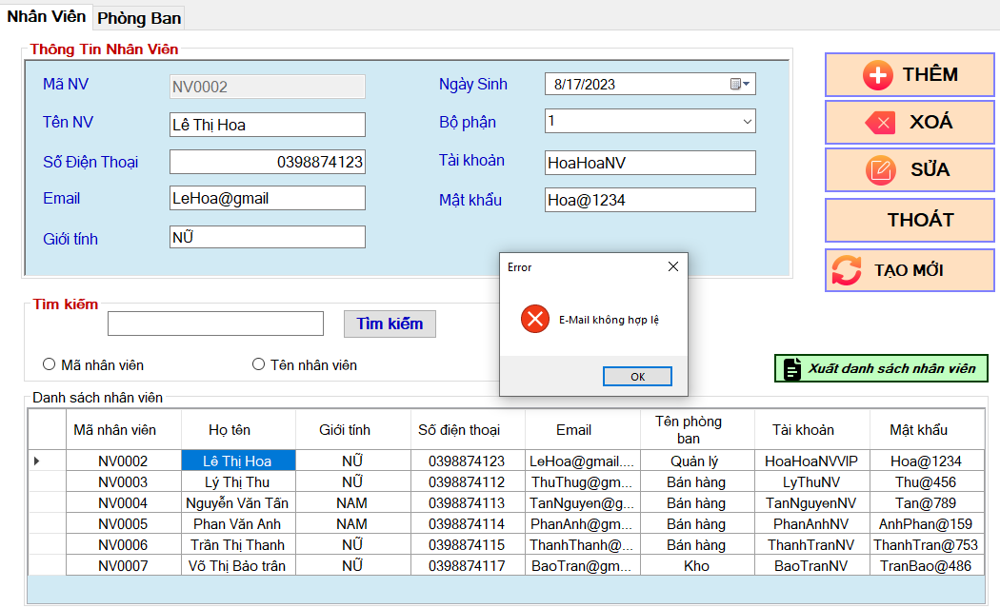 Nhân Viên Phòng Ban
Thông Tin Nhân Viên
Mã NV NV0002
Tên NV Lê Thị Hoa
Số Điện Thoại 0398874123
Email LeHoa@gmail
Giới tính NỮ
Ngày Sinh 8/17/2023
Bộ phận 1
Tài khoản HoaHoaNV
Mật khẩu Hoa@1234
THÊM
XOÁ
SỬA
THOÁT
TẠO MỚI
Error
E-Mail không hợp lệ
OK
Tìm kiếm
Tìm kiếm
Mã nhân viên Tên nhân viên
Xuất danh sách nhân viên
Danh sách nhân viên
Mã nhân viên Họ tên Giới tính Số điện thoại Email Tên phòng ban Tài khoản Mật khẩu
NV0002 Lê Thị Hoa NỮ 0398874123 LeHoa@gmail.... Quản lý HoaHoaNVVIP Hoa@1234
NV0003 Lý Thị Thu NỮ 0398874112 ThuThug@gm... Bán hàng LyThuNV Thu@456
NV0004 Nguyễn Văn Tấn NAM 0398874113 TanNguyen@g... Bán hàng TanNguyenNV Tan@789
NV0005 Phan Văn Anh NAM 0398874114 PhanAnh@gm... Bán hàng PhanAnhNV AnhPhan@159
NV0006 Trân Thị Thanh NỮ 0398874115 ThanhThanh@... Bán hàng ThanhTranNV ThanhTran@753
NV0007 Võ Thị Bảo trân NỮ 0398874117 BaoTran@gm... Kho BaoTranNV TranBao@486